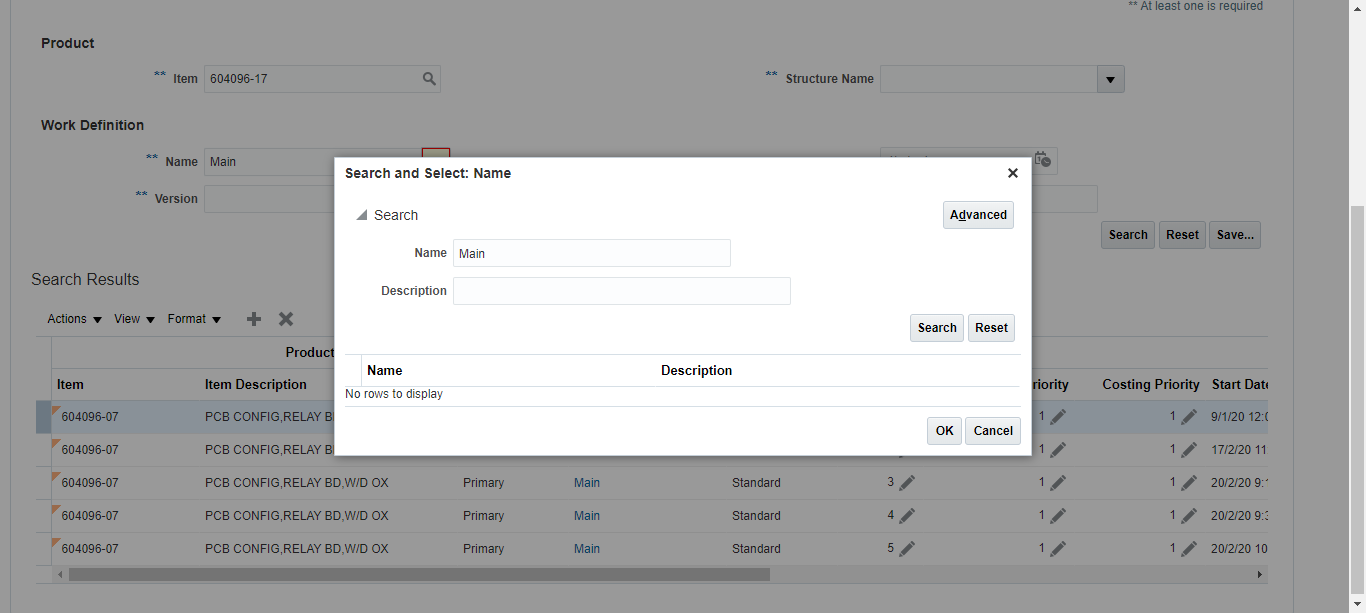 ** At least one is required
Product
** Item 604096-17
** Structure Name
Work Definition
** Name Main
** Version
Search Reset Save...
Search and Select: Name
Search
Advanced
Name Main
Description
Search Reset
Name Description
No rows to display
OK Cancel
Search Results
Actions View Format
Product
Item Item Description iority Costing Priority Start Date
604096-07 PCB CONFIG,RELAY B 1 1 9/1/20 12:0
604096-07 PCB CONFIG,RELAY B 1 1 17/2/20 11
604096-07 PCB CONFIG,RELAY BD,W/D OX Primary Main Standard 3 1 1 20/2/20 9:1
604096-07 PCB CONFIG,RELAY BD,W/D OX Primary Main Standard 4 1 1 20/2/20 9:3
604096-07 PCB CONFIG,RELAY BD,W/D OX Primary Main Standard 5 1 1 20/2/20 10